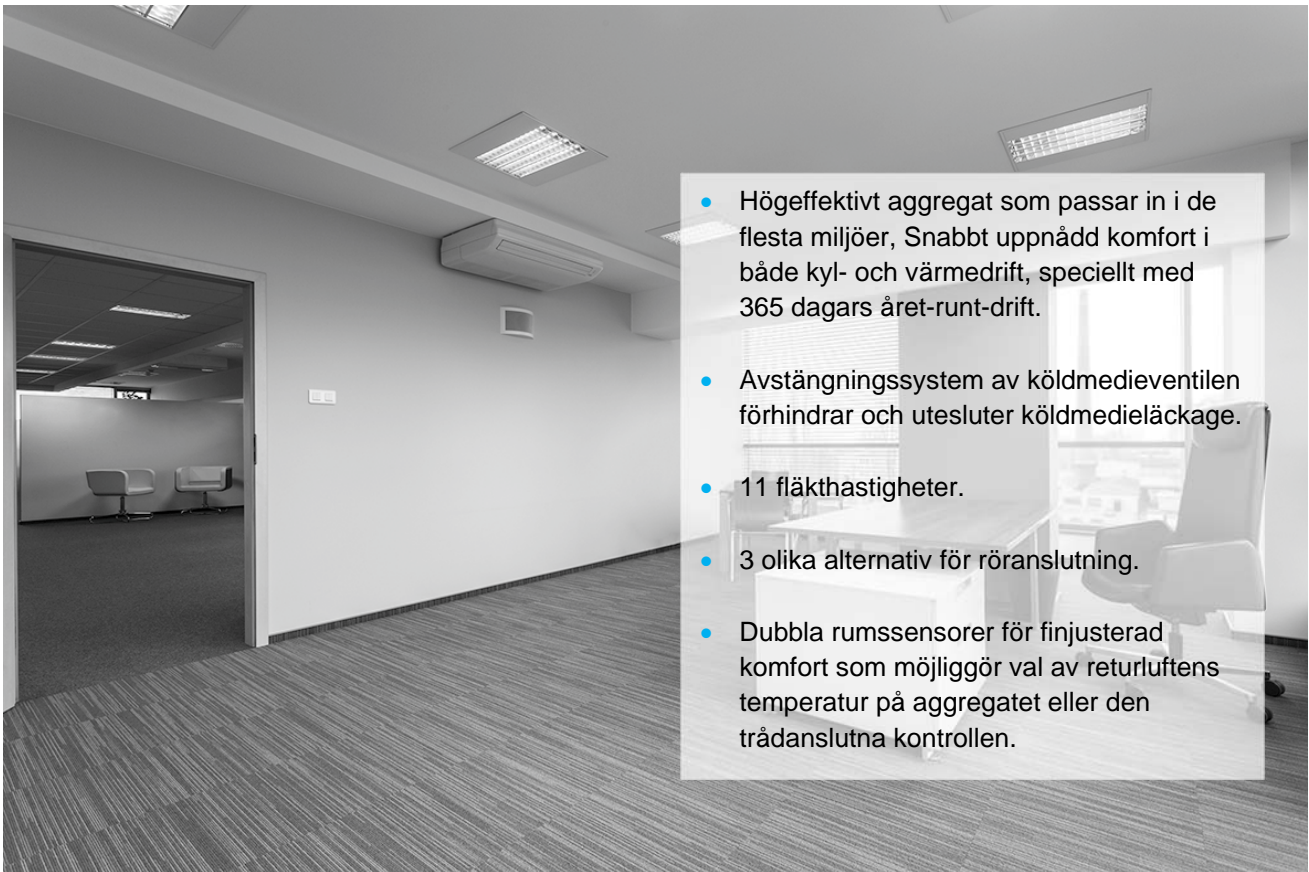 • Högeffektivt aggregat som passar in i de
flesta miljöer, Snabbt uppnådd komfort i
både kyl- och värmedrift, speciellt med
365 dagars året-runt-drift.
• Avstängningssystem av köldmedieventilen
förhindrar och utesluter köldmedieläckage.
• 11 fläkthastigheter.
• 3 olika alternativ för röranslutning.
• Dubbla rumssensorer för finjusterad
komfort som möjliggör val av returluftens
temperatur på aggregatet eller den
trådanslutna kontrollen.